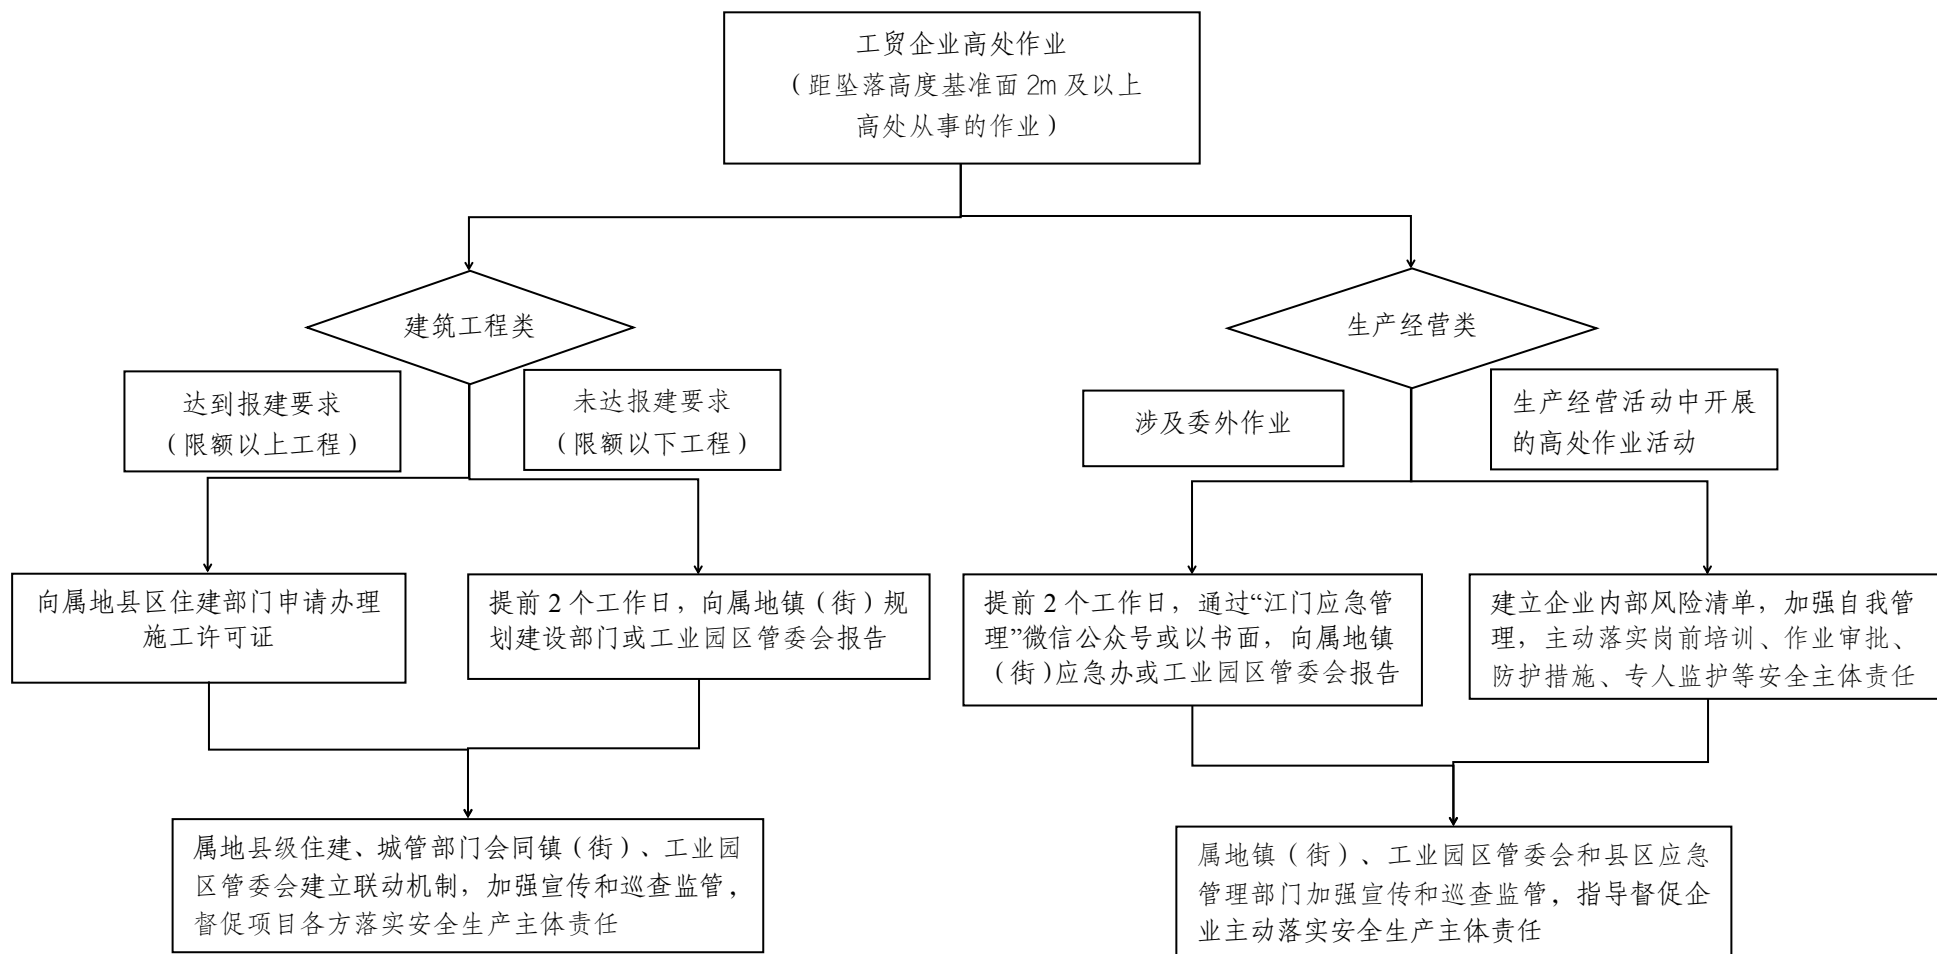 工贸企业高处作业
（距坠落高度基准面 2m 及以上
高处从事的作业）
建筑工程类
生产经营类
达到报建要求
（限额以上工程）
未达报建要求
（限额以下工程）
涉及委外作业
生产经营活动中开展
的高处作业活动
向属地县区住建部门申请办理
施工许可证
提前 2 个工作日，向属地镇（街）规
划建设部门或工业园区管委会报告
提前 2 个工作日，通过“江门应急管
理”微信公众号或以书面，向属地镇
（街）应急办或工业园区管委会报告
建立企业内部风险清单，加强自我管
理，主动落实岗前培训、作业审批、
防护措施、专人监护等安全主体责任
属地县级住建、城管部门会同镇（街）、工业园
区管委会建立联动机制，加强宣传和巡查监管，
督促项目各方落实安全生产主体责任
属地镇（街）、工业园区管委会和县区应急
管理部门加强宣传和巡查监管，指导督促企
业主动落实安全生产主体责任